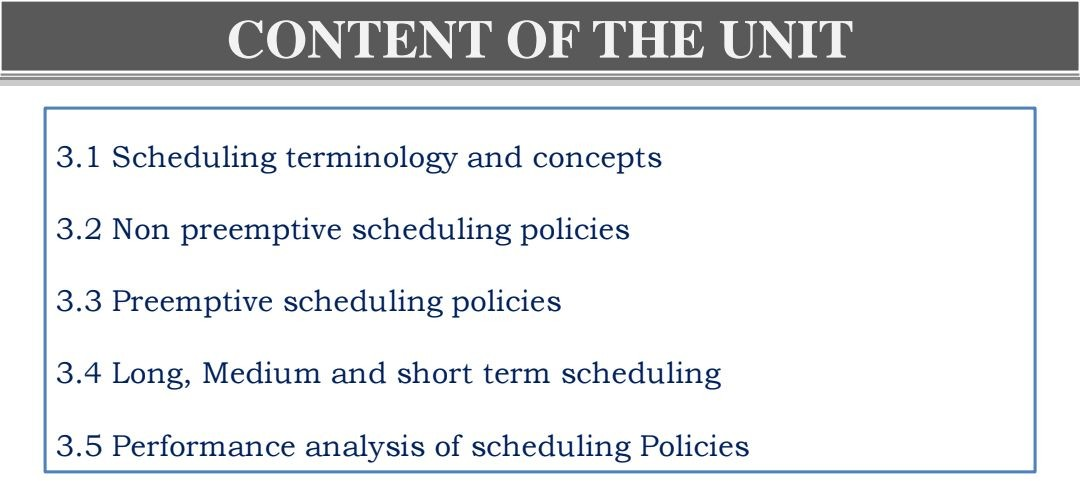 CONTENT OF THE UNIT
3.1 Scheduling terminology and concepts
3.2 Non preemptive scheduling policies
3.3 Preemptive scheduling policies
3.4 Long, Medium and short term scheduling
3.5 Performance analysis of scheduling Policies